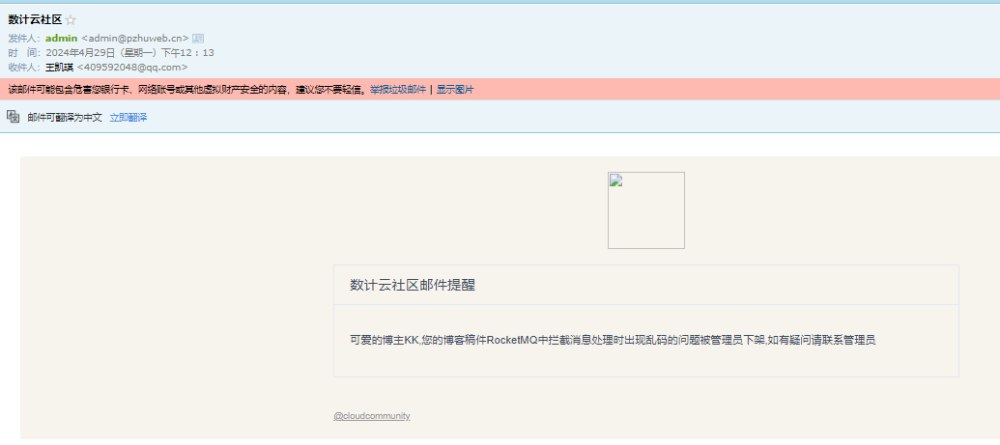 数计云社区
发件人：admin <admin@pzhuweb.cn>
时　间：2024年4月29日（星期一）下午12：13
收件人：王凯琪 <409592048@qq.com>
该邮件可能包含危害您银行卡、网络账号或其他虚拟财产安全的内容，建议您不要轻信。举报垃圾邮件 | 显示图片
邮件可翻译为中文 立即翻译
数计云社区邮件提醒
可爱的博主KK,您的博客稿件RocketMQ中拦截消息处理时出现乱码的问题被管理员下架,如有疑问请联系管理员
@cloudcommunity